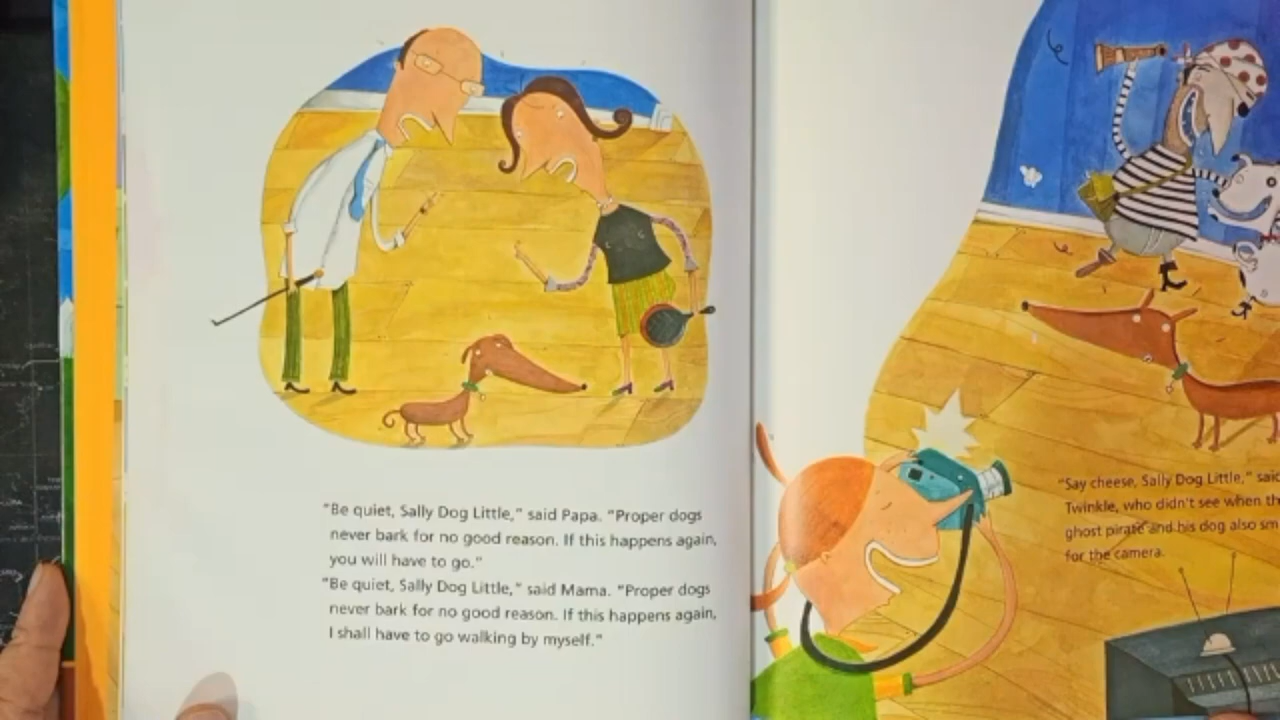 "Be quiet, Sally Dog Little," said Papa. "Proper dogs
never bark for no good reason. If this happens again,
you will have to go."
"Be quiet, Sally Dog Little," said Mama. "Proper dogs
never bark for no good reason. If this happens again,
I shall have to go walking by myself."
"Say cheese, Sally Dog Little," said
Twinkle, who didn't see when
ghost pirate and his dog also
for the camera.